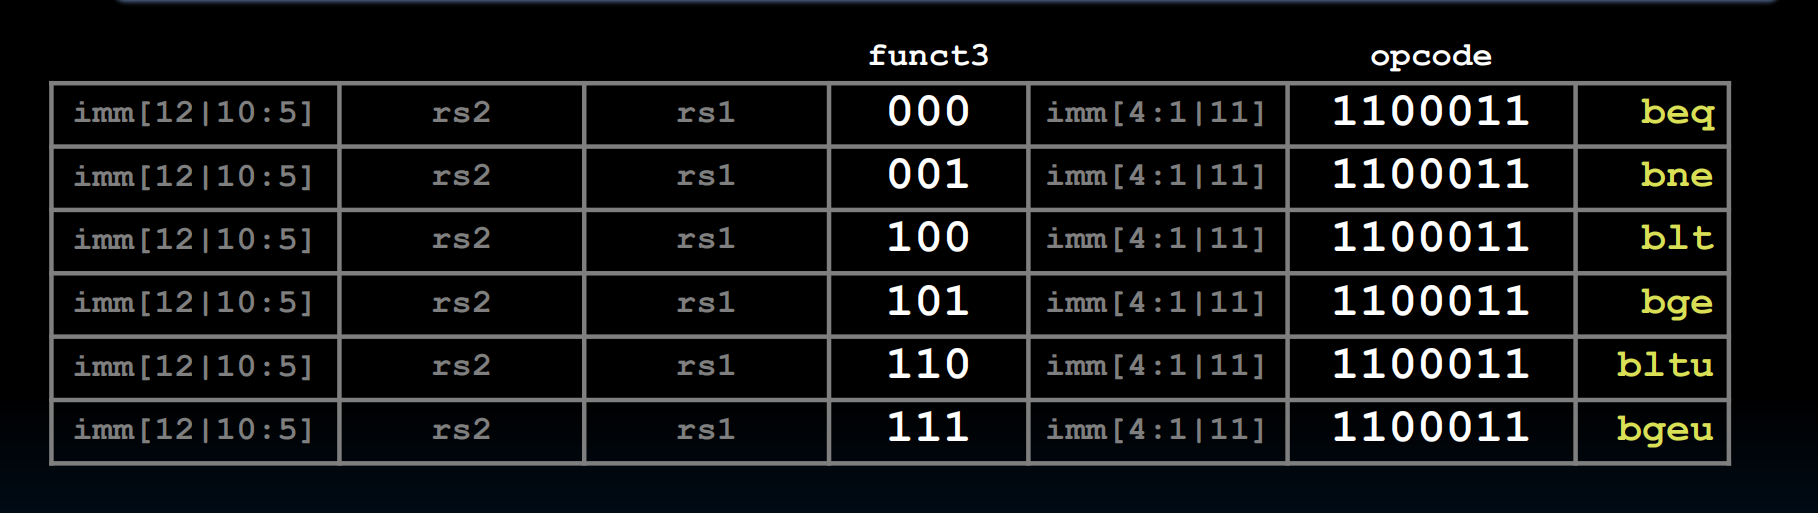 funct3 opcode
imm[12|10:5] rs2 rs1 000 imm[4:1|11] 1100011 beq
imm[12|10:5] rs2 rs1 001 imm[4:1|11] 1100011 bne
imm[12|10:5] rs2 rs1 100 imm[4:1|11] 1100011 blt
imm[12|10:5] rs2 rs1 101 imm[4:1|11] 1100011 bge
imm[12|10:5] rs2 rs1 110 imm[4:1|11] 1100011 bltu
imm[12|10:5] rs2 rs1 111 imm[4:1|11] 1100011 bgeu